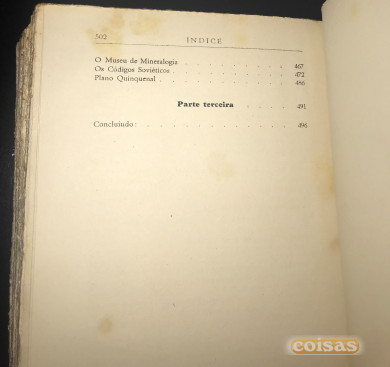 502 INDICE
O Museu de Mineralogia . . . . . . . . 467
Os Códigos Soviéticos . . . . . . . . 472
Plano Quinquenal . . . . . . . . . 486
Parte terceira . . . . 491
Concluindo: . . . . . . . . . . 496
coisas